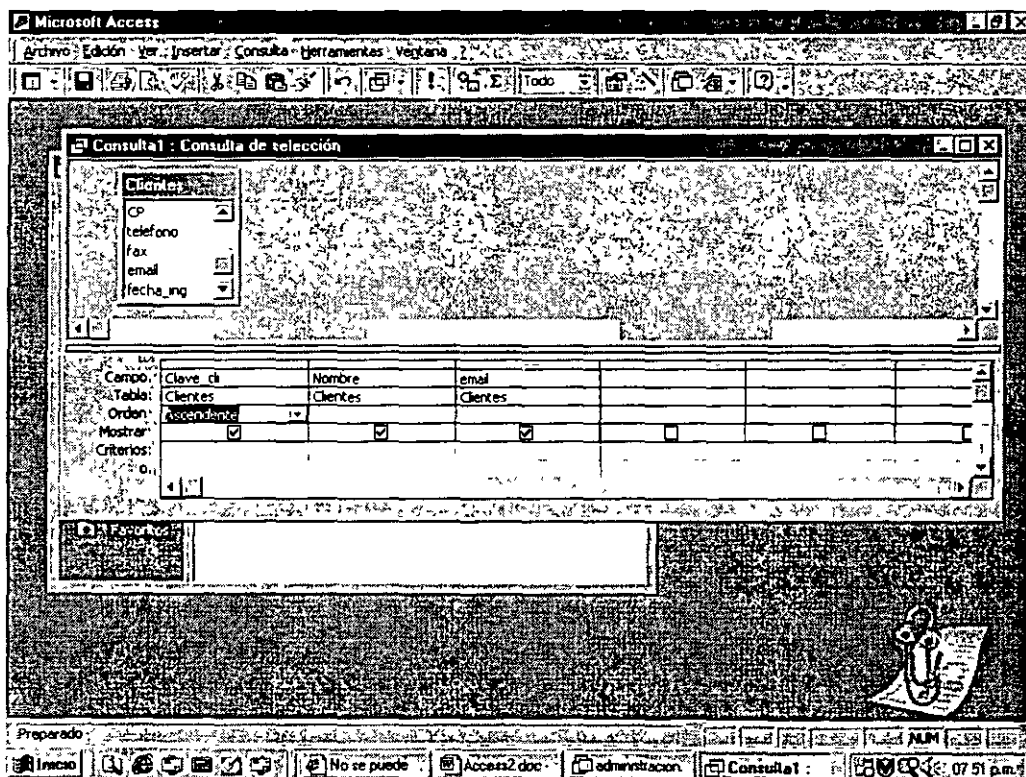 Microsoft Access
Archivo Edición Ver Insertar Consulta Herramientas Ventana ?
Todo
Consulta1 : Consulta de selección
Clientes
CP
telefono
fax
email
fecha_ing
Campo: Clave_cli Nombre email
Tabla: Clientes Clientes Clientes
Orden: Ascendente
Mostrar:
Criterios:
o:
Favoritos
Preparado NUM
Inicio No se puede Access2 doc administracion Consulta1 : 07 51 p.m.